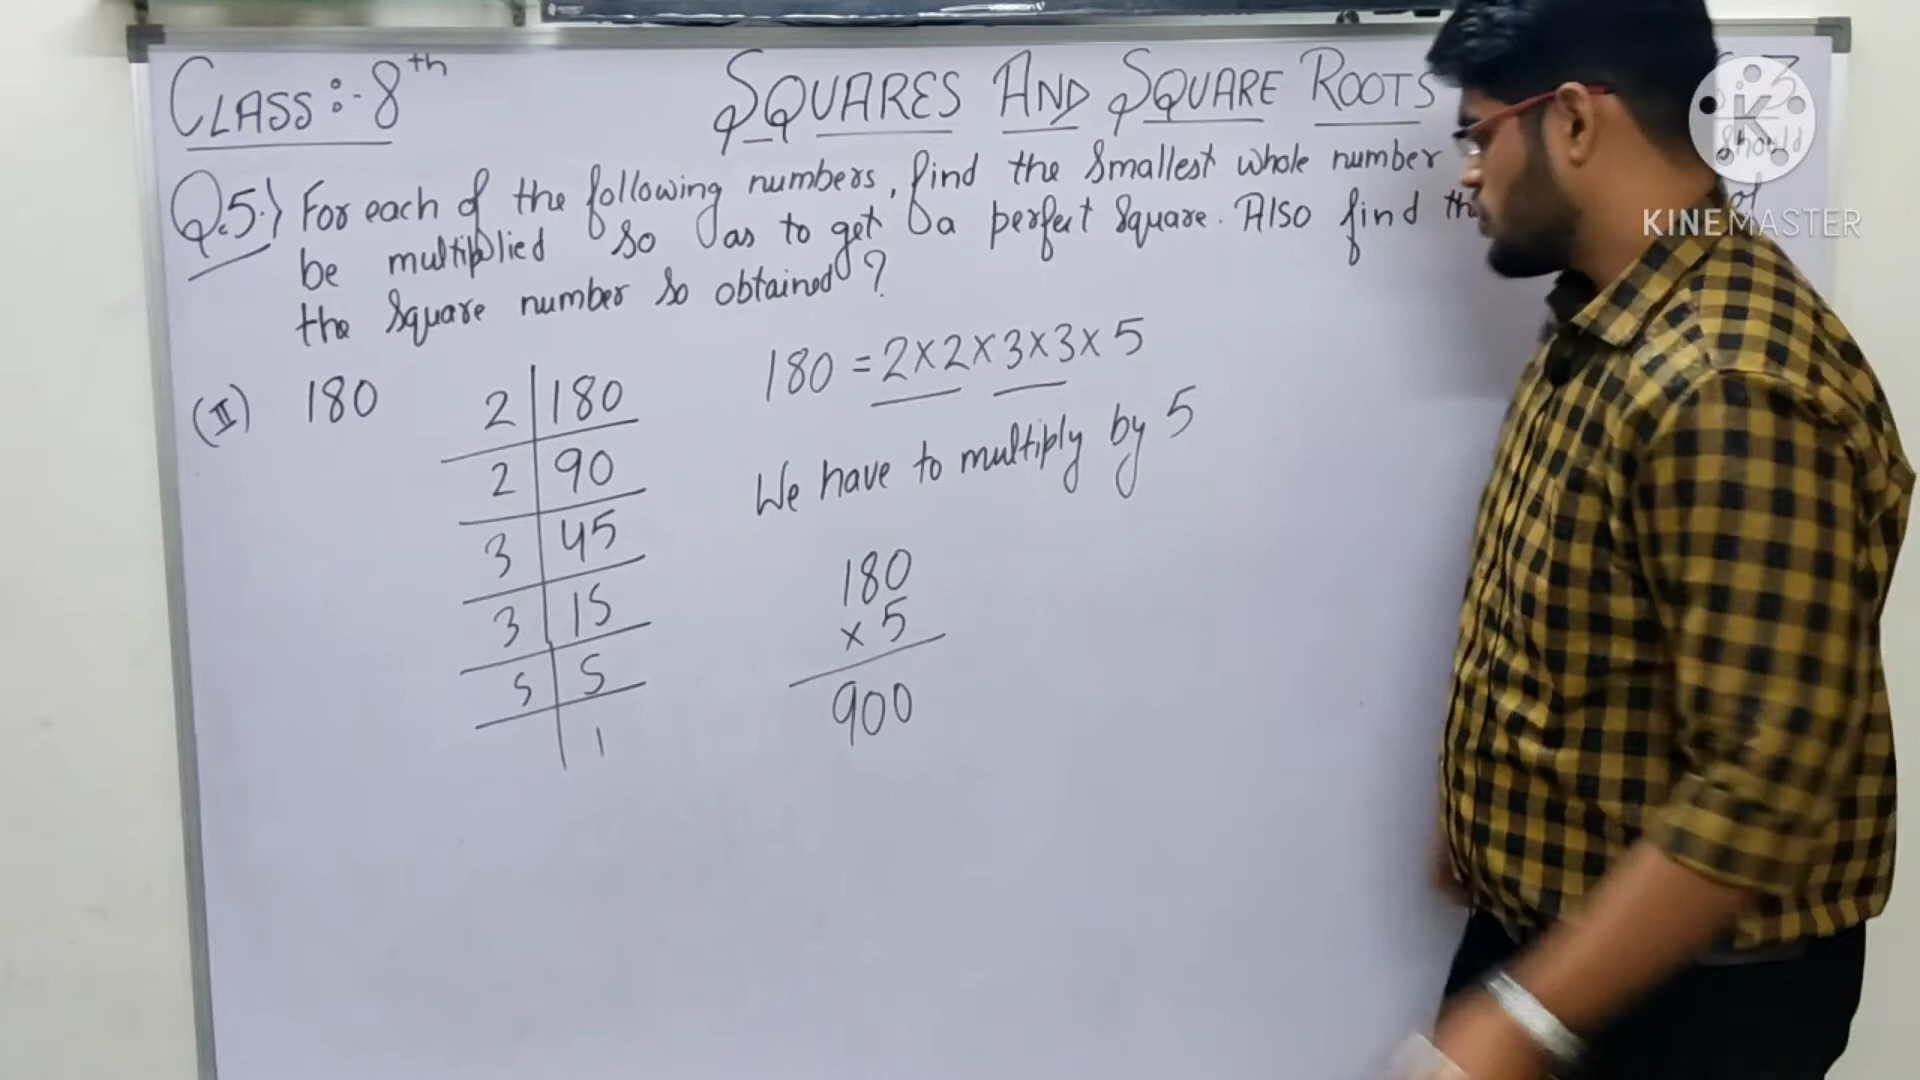 CLASS:- 8th
SQUARES AND SQUARE ROOTS
Q.5) For each of the following numbers, find the smallest whole number should
be multiplied so as to get a perfect square. Also find of
the square number so obtained?
(II) 180
2 180
2 90
3 45
3 15
5 5
1
180 = 2×2×3×3×5
We have to multiply by 5
180
× 5
900
K
KINEMASTER